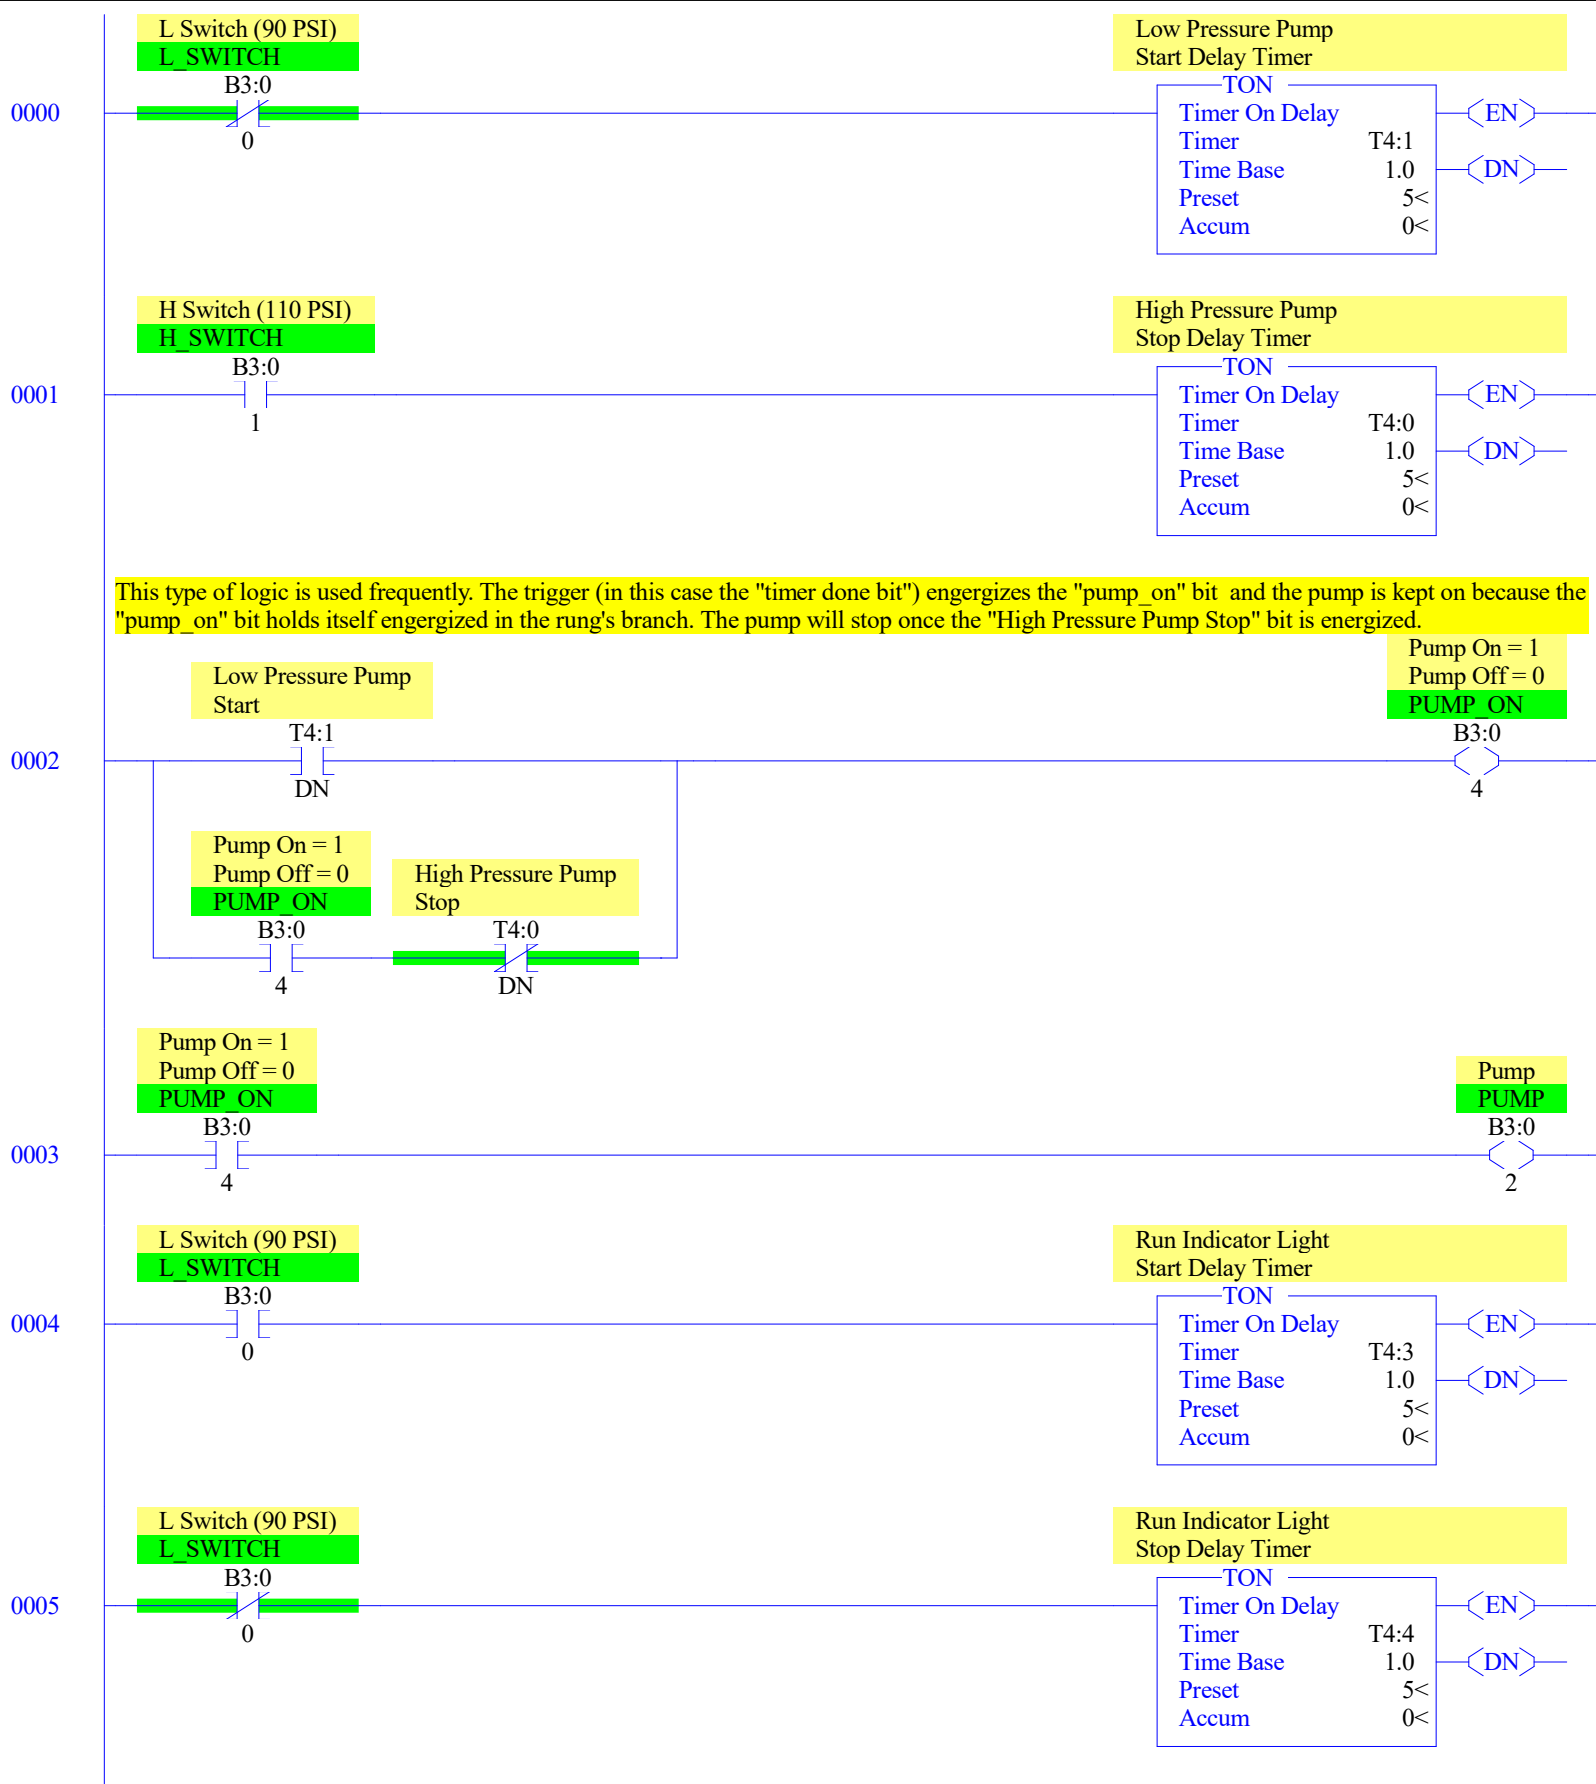 L Switch (90 PSI)
L_SWITCH
B3:0
0
Low Pressure Pump
Start Delay Timer
TON
Timer On Delay
Timer T4:1
Time Base 1.0
Preset 5<
Accum 0<
EN
DN
0000
H Switch (110 PSI)
H_SWITCH
B3:0
1
High Pressure Pump
Stop Delay Timer
TON
Timer On Delay
Timer T4:0
Time Base 1.0
Preset 5<
Accum 0<
EN
DN
0001
This type of logic is used frequently. The trigger (in this case the "timer done bit") engergizes the "pump_on" bit and the pump is kept on because the
"pump_on" bit holds itself engergized in the rung's branch. The pump will stop once the "High Pressure Pump Stop" bit is energized.
0002
Low Pressure Pump
Start
T4:1
DN
Pump On = 1
Pump Off = 0
PUMP_ON
B3:0
4
Pump On = 1
Pump Off = 0
PUMP_ON
B3:0
4
High Pressure Pump
Stop
T4:0
DN
0003
Pump On = 1
Pump Off = 0
PUMP_ON
B3:0
4
Pump
PUMP
B3:0
2
0004
L Switch (90 PSI)
L_SWITCH
B3:0
0
Run Indicator Light
Start Delay Timer
TON
Timer On Delay
Timer T4:3
Time Base 1.0
Preset 5<
Accum 0<
EN
DN
0005
L Switch (90 PSI)
L_SWITCH
B3:0
0
Run Indicator Light
Stop Delay Timer
TON
Timer On Delay
Timer T4:4
Time Base 1.0
Preset 5<
Accum 0<
EN
DN